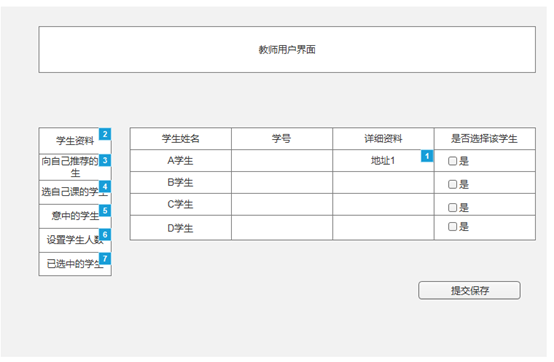 教师用户界面
学生资料 2
向自己推荐的学 3
生
选自己课的学生 4
意中的学生 5
设置学生人数 6
已选中的学生 7
学生姓名 学号 详细资料 是否选择该学生
A学生 地址1 1 是
B学生 是
C学生 是
D学生 是
提交保存